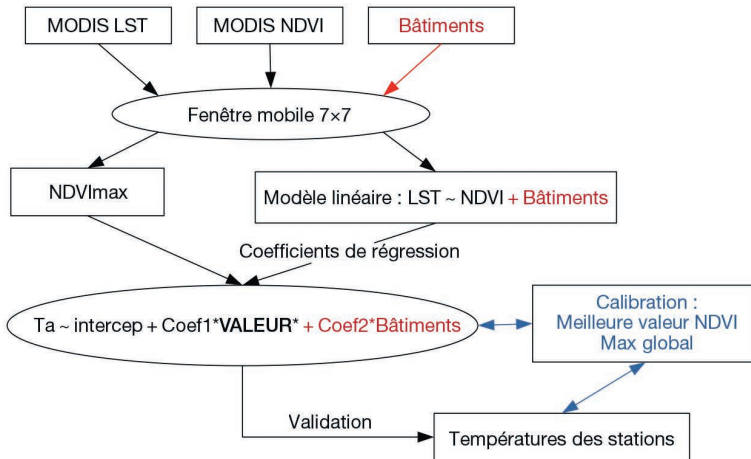 MODIS LST
MODIS NDVI
Bâtiments
Fenêtre mobile 7×7
NDVImax
Modèle linéaire : LST ~ NDVI + Bâtiments
Coefficients de régression
Ta ~ intercep + Coef1*VALEUR* + Coef2*Bâtiments
Calibration :
Meilleure valeur NDVI
Max global
Validation
Températures des stations